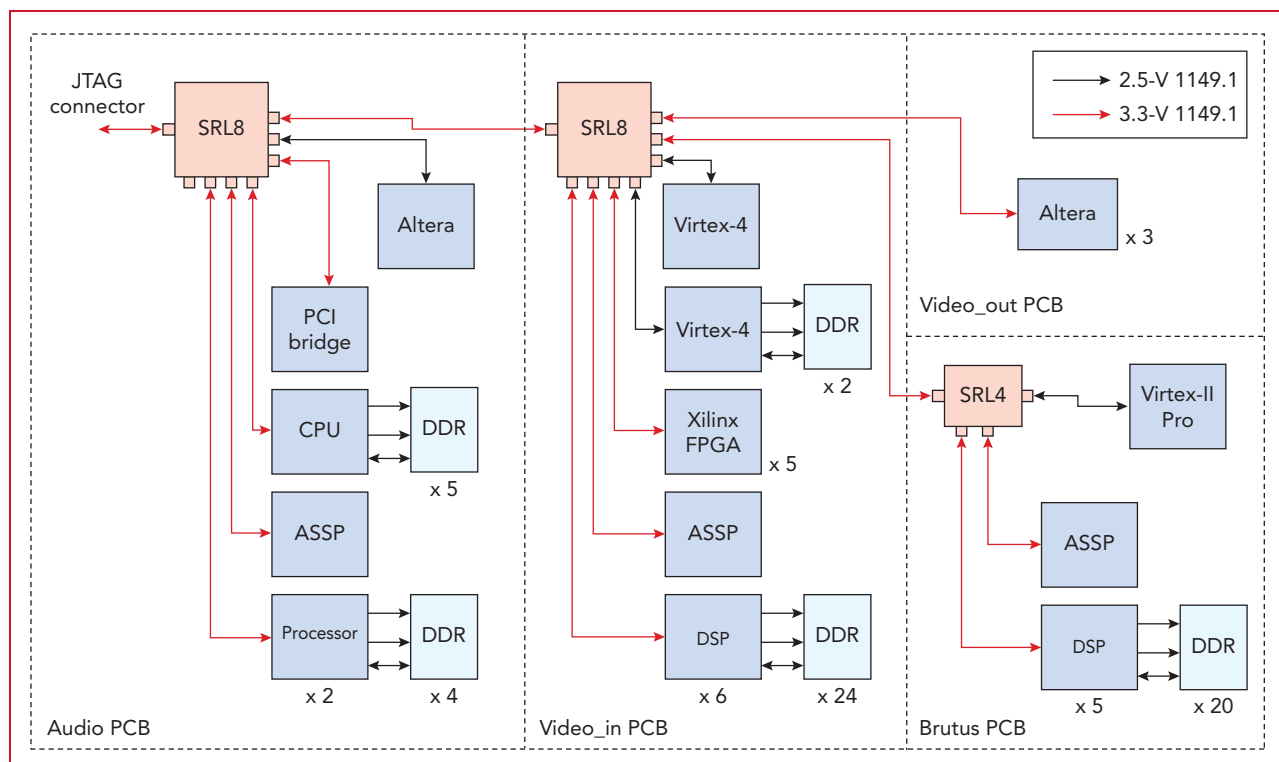 JTAG
connector
SRL8
Altera
PCI
bridge
CPU
DDR
x 5
ASSP
Processor
DDR
x 2
x 4
Audio PCB
SRL8
Virtex-4
Virtex-4
DDR
x 2
Xilinx
FPGA
x 5
ASSP
DSP
DDR
x 6
x 24
Video_in PCB
2.5-V 1149.1
3.3-V 1149.1
Altera
x 3
Video_out PCB
SRL4
Virtex-II
Pro
ASSP
DSP
DDR
x 5
x 20
Brutus PCB